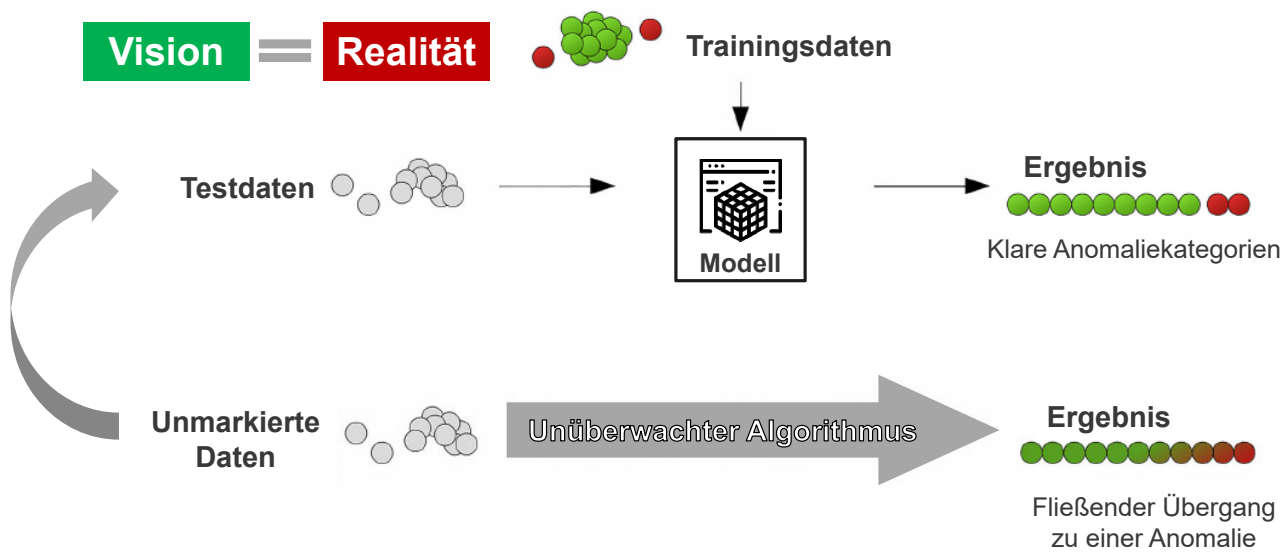 Vision = Realität
Trainingsdaten
Testdaten
Modell
Ergebnis
Klare Anomaliekategorien
Unmarkierte
Daten
Unüberwachter Algorithmus
Ergebnis
Fließender Übergang
zu einer Anomalie